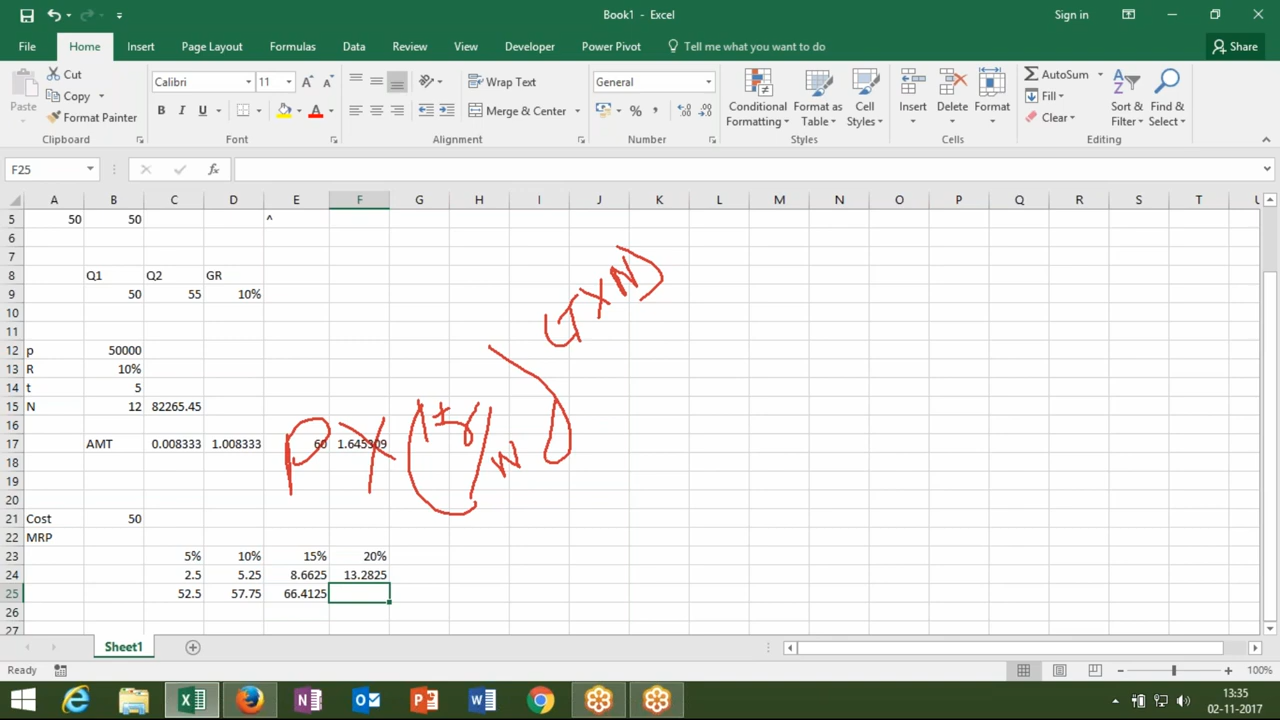 Book1 - Excel
Sign in
File Home Insert Page Layout Formulas Data Review View Developer Power Pivot Tell me what you want to do Share
Cut
Copy
Format Painter
Paste
Calibri 11
B I U
Wrap Text
Merge & Center
General
Conditional Formatting
Format as Table
Cell Styles
Insert Delete Format
AutoSum
Fill
Clear
Sort & Filter
Find & Select
Clipboard Font Alignment Number Styles Cells Editing
F25 fx
A B C D E F G H I J K L M N O P Q R S T U
5 50 50 ^
6
7
8 Q1 Q2 GR
9 50 55 10%
10
11
12 p 50000
13 R 10%
14 t 5
15 N 12 82265.45
16
17 AMT 0.008333 1.008333 60 1.645309
18
19
20
21 Cost 50
22 MRP
23 5% 10% 15% 20%
24 2.5 5.25 8.6625 13.2825
25 52.5 57.75 66.4125
26
27
Sheet1
Ready 100%
13:35
02-11-2017